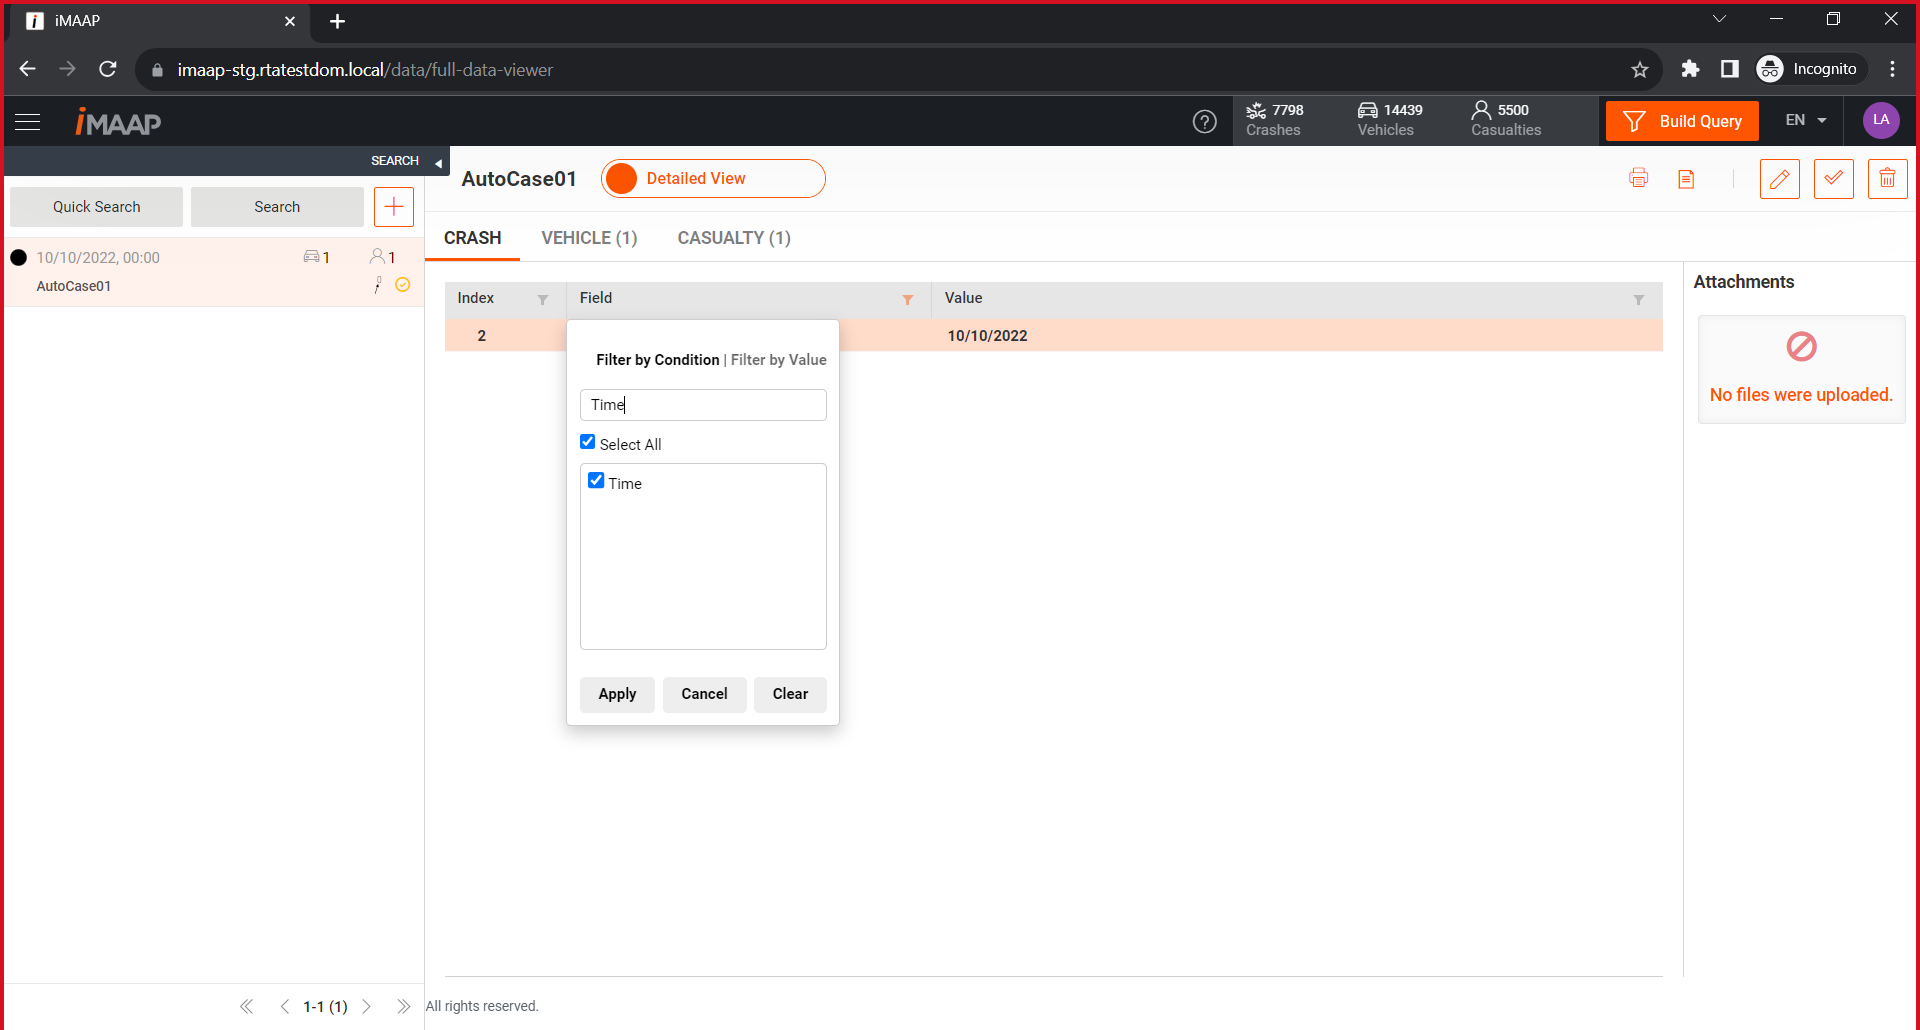 iMAAP
imaap-stg.rtatestdom.local/data/full-data-viewer
Incognito
iMAAP
7798
Crashes
14439
Vehicles
5500
Casualties
Build Query
EN
LA
SEARCH
Quick Search
Search
AutoCase01
Detailed View
10/10/2022, 00:00
1
1
AutoCase01
CRASH
VEHICLE (1)
CASUALTY (1)
Index
Field
Value
2
10/10/2022
Filter by Condition | Filter by Value
Time
Select All
Time
Apply
Cancel
Clear
Attachments
No files were uploaded.
1-1 (1)
All rights reserved.